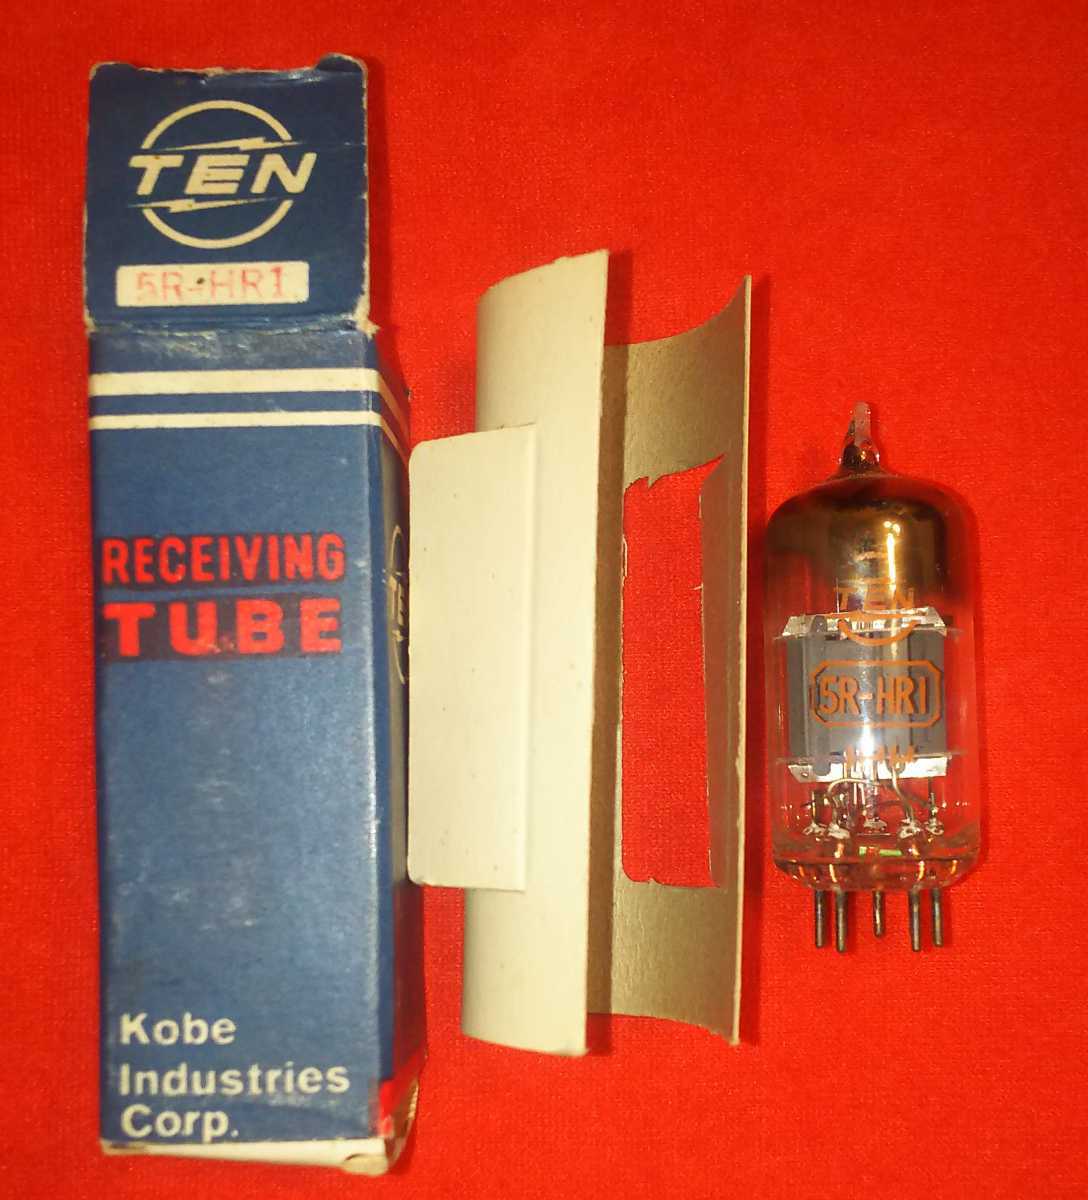 TEN
5R-HR1
RECEIVING
TUBE
Kobe
Industries
Corp.
TEN
5R-HR1